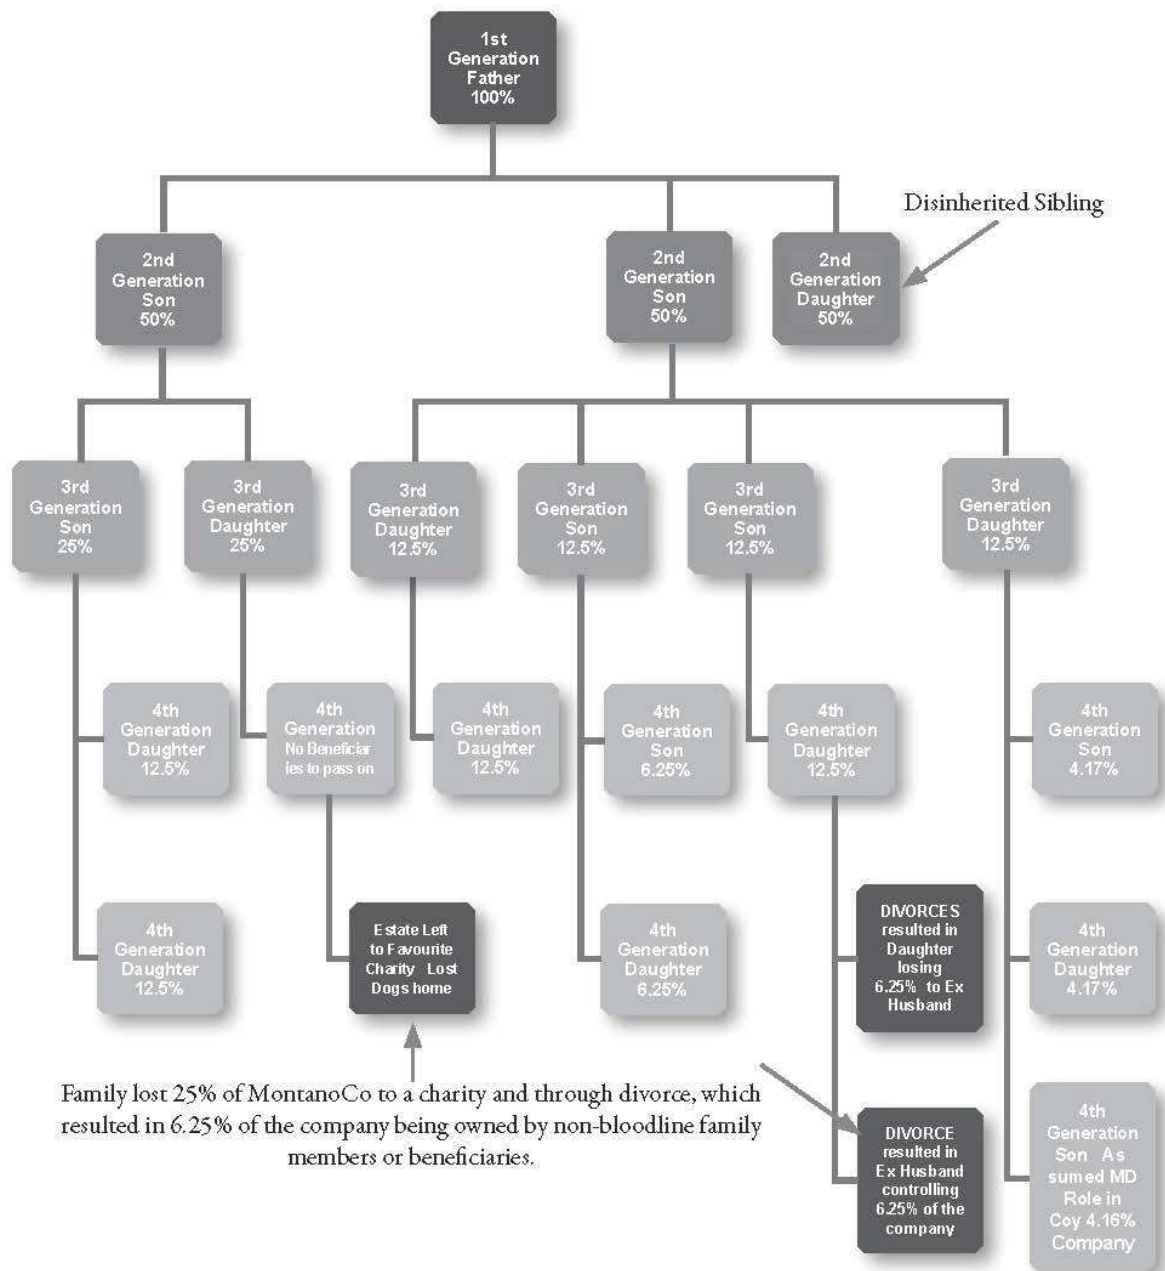 1st
Generation
Father
100%
Disinherited Sibling
2nd
Generation
Son
50%
2nd
Generation
Son
50%
2nd
Generation
Daughter
50%
3rd
Generation
Son
25%
3rd
Generation
Daughter
25%
3rd
Generation
Daughter
12.5%
3rd
Generation
Son
12.5%
3rd
Generation
Son
12.5%
3rd
Generation
Daughter
12.5%
4th
Generation
Daughter
12.5%
4th
Generation
No Beneficiar
ies to pass on
4th
Generation
Daughter
12.5%
4th
Generation
Son
6.25%
4th
Generation
Daughter
12.5%
4th
Generation
Son
4.17%
4th
Generation
Daughter
12.5%
Estate Left
to Favourite
Charity Lost
Dogs home
4th
Generation
Daughter
6.25%
DIVORCES
resulted in
Daughter
losing
6.25% to Ex
Husband
4th
Generation
Daughter
4.17%
Family lost 25% of MontanoCo to a charity and through divorce, which
resulted in 6.25% of the company being owned by non-bloodline family
members or beneficiaries.
DIVORCE
resulted in
Ex Husband
controlling
6.25% of the
company
4th
Generation
Son As
sumed MD
Role in
Coy 4.16%
Company